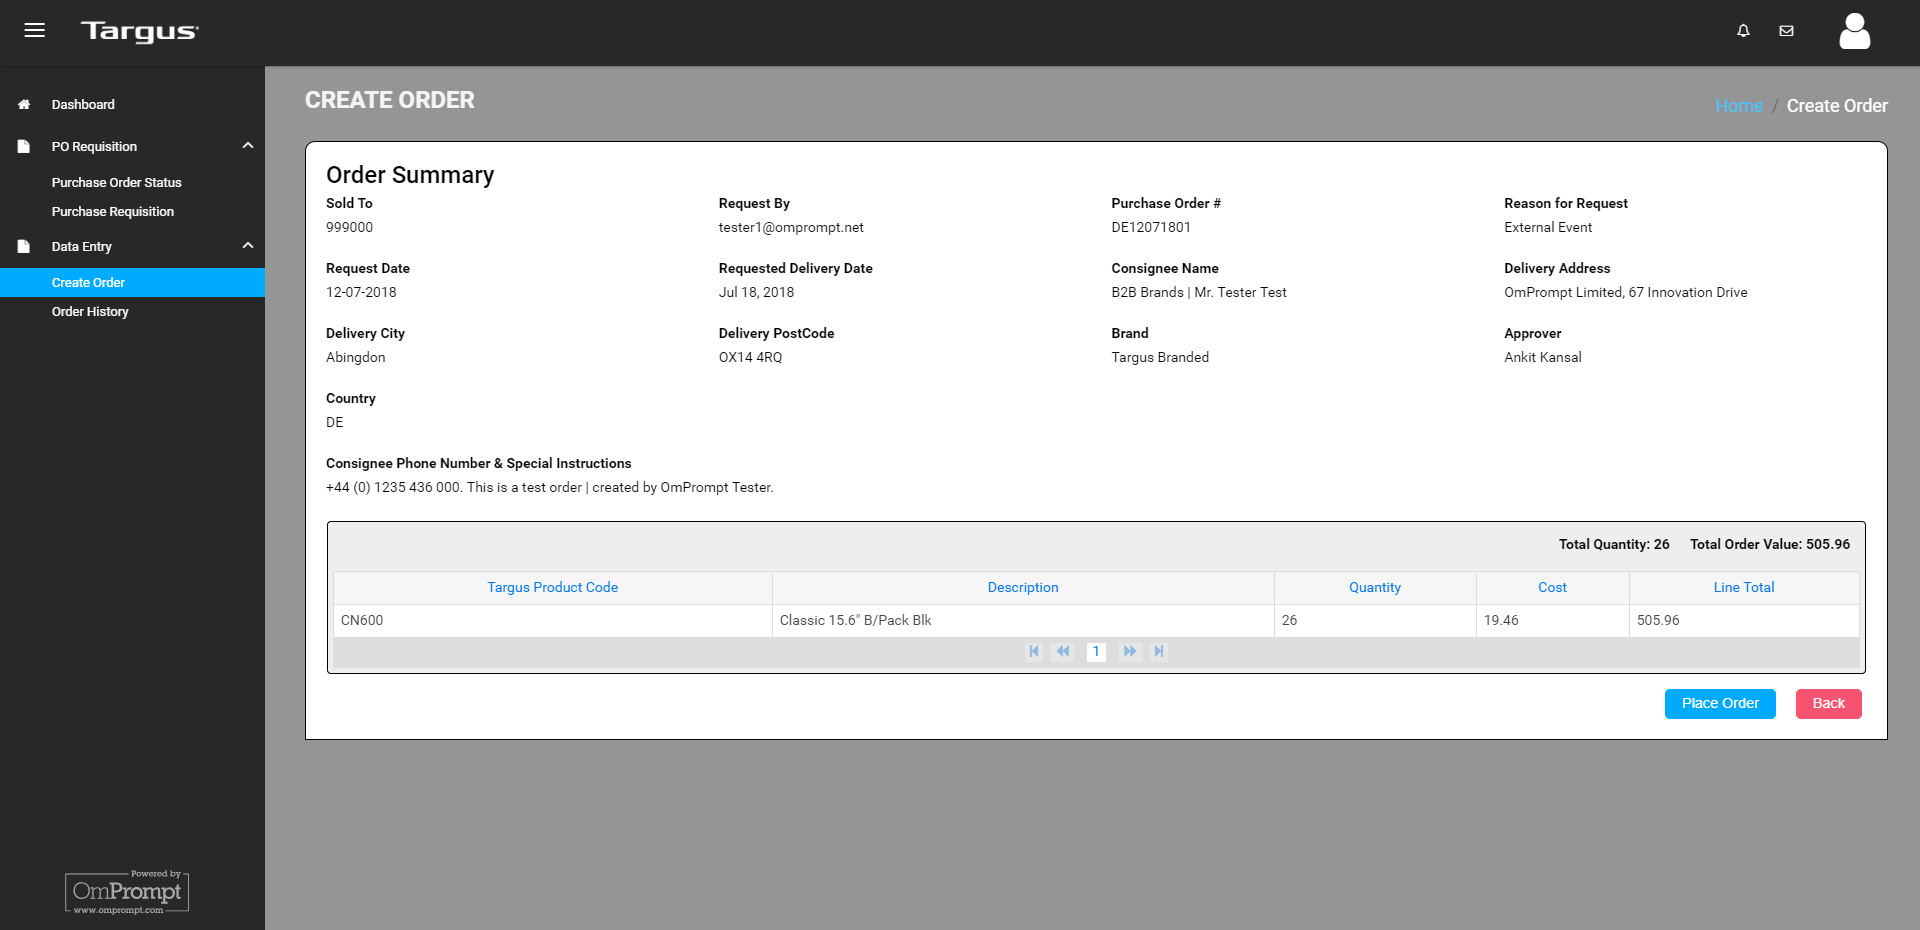 Targus
Dashboard
PO Requisition
Purchase Order Status
Purchase Requisition
Data Entry
Create Order
Order History
Powered by
OmPrompt
www.omprompt.com
CREATE ORDER
Home / Create Order
Order Summary
Sold To Request By Purchase Order # Reason for Request
999000 tester1@omprompt.net DE12071801 External Event
Request Date Requested Delivery Date Consignee Name Delivery Address
12-07-2018 Jul 18, 2018 B2B Brands | Mr. Tester Test OmPrompt Limited, 67 Innovation Drive
Delivery City Delivery PostCode Brand Approver
Abingdon OX14 4RQ Targus Branded Ankit Kansal
Country
DE
Consignee Phone Number & Special Instructions
+44 (0) 1235 436 000. This is a test order | created by OmPrompt Tester.
Total Quantity: 26 Total Order Value: 505.96
Targus Product Code Description Quantity Cost Line Total
CN600 Classic 15.6" B/Pack Blk 26 19.46 505.96
1
Place Order Back